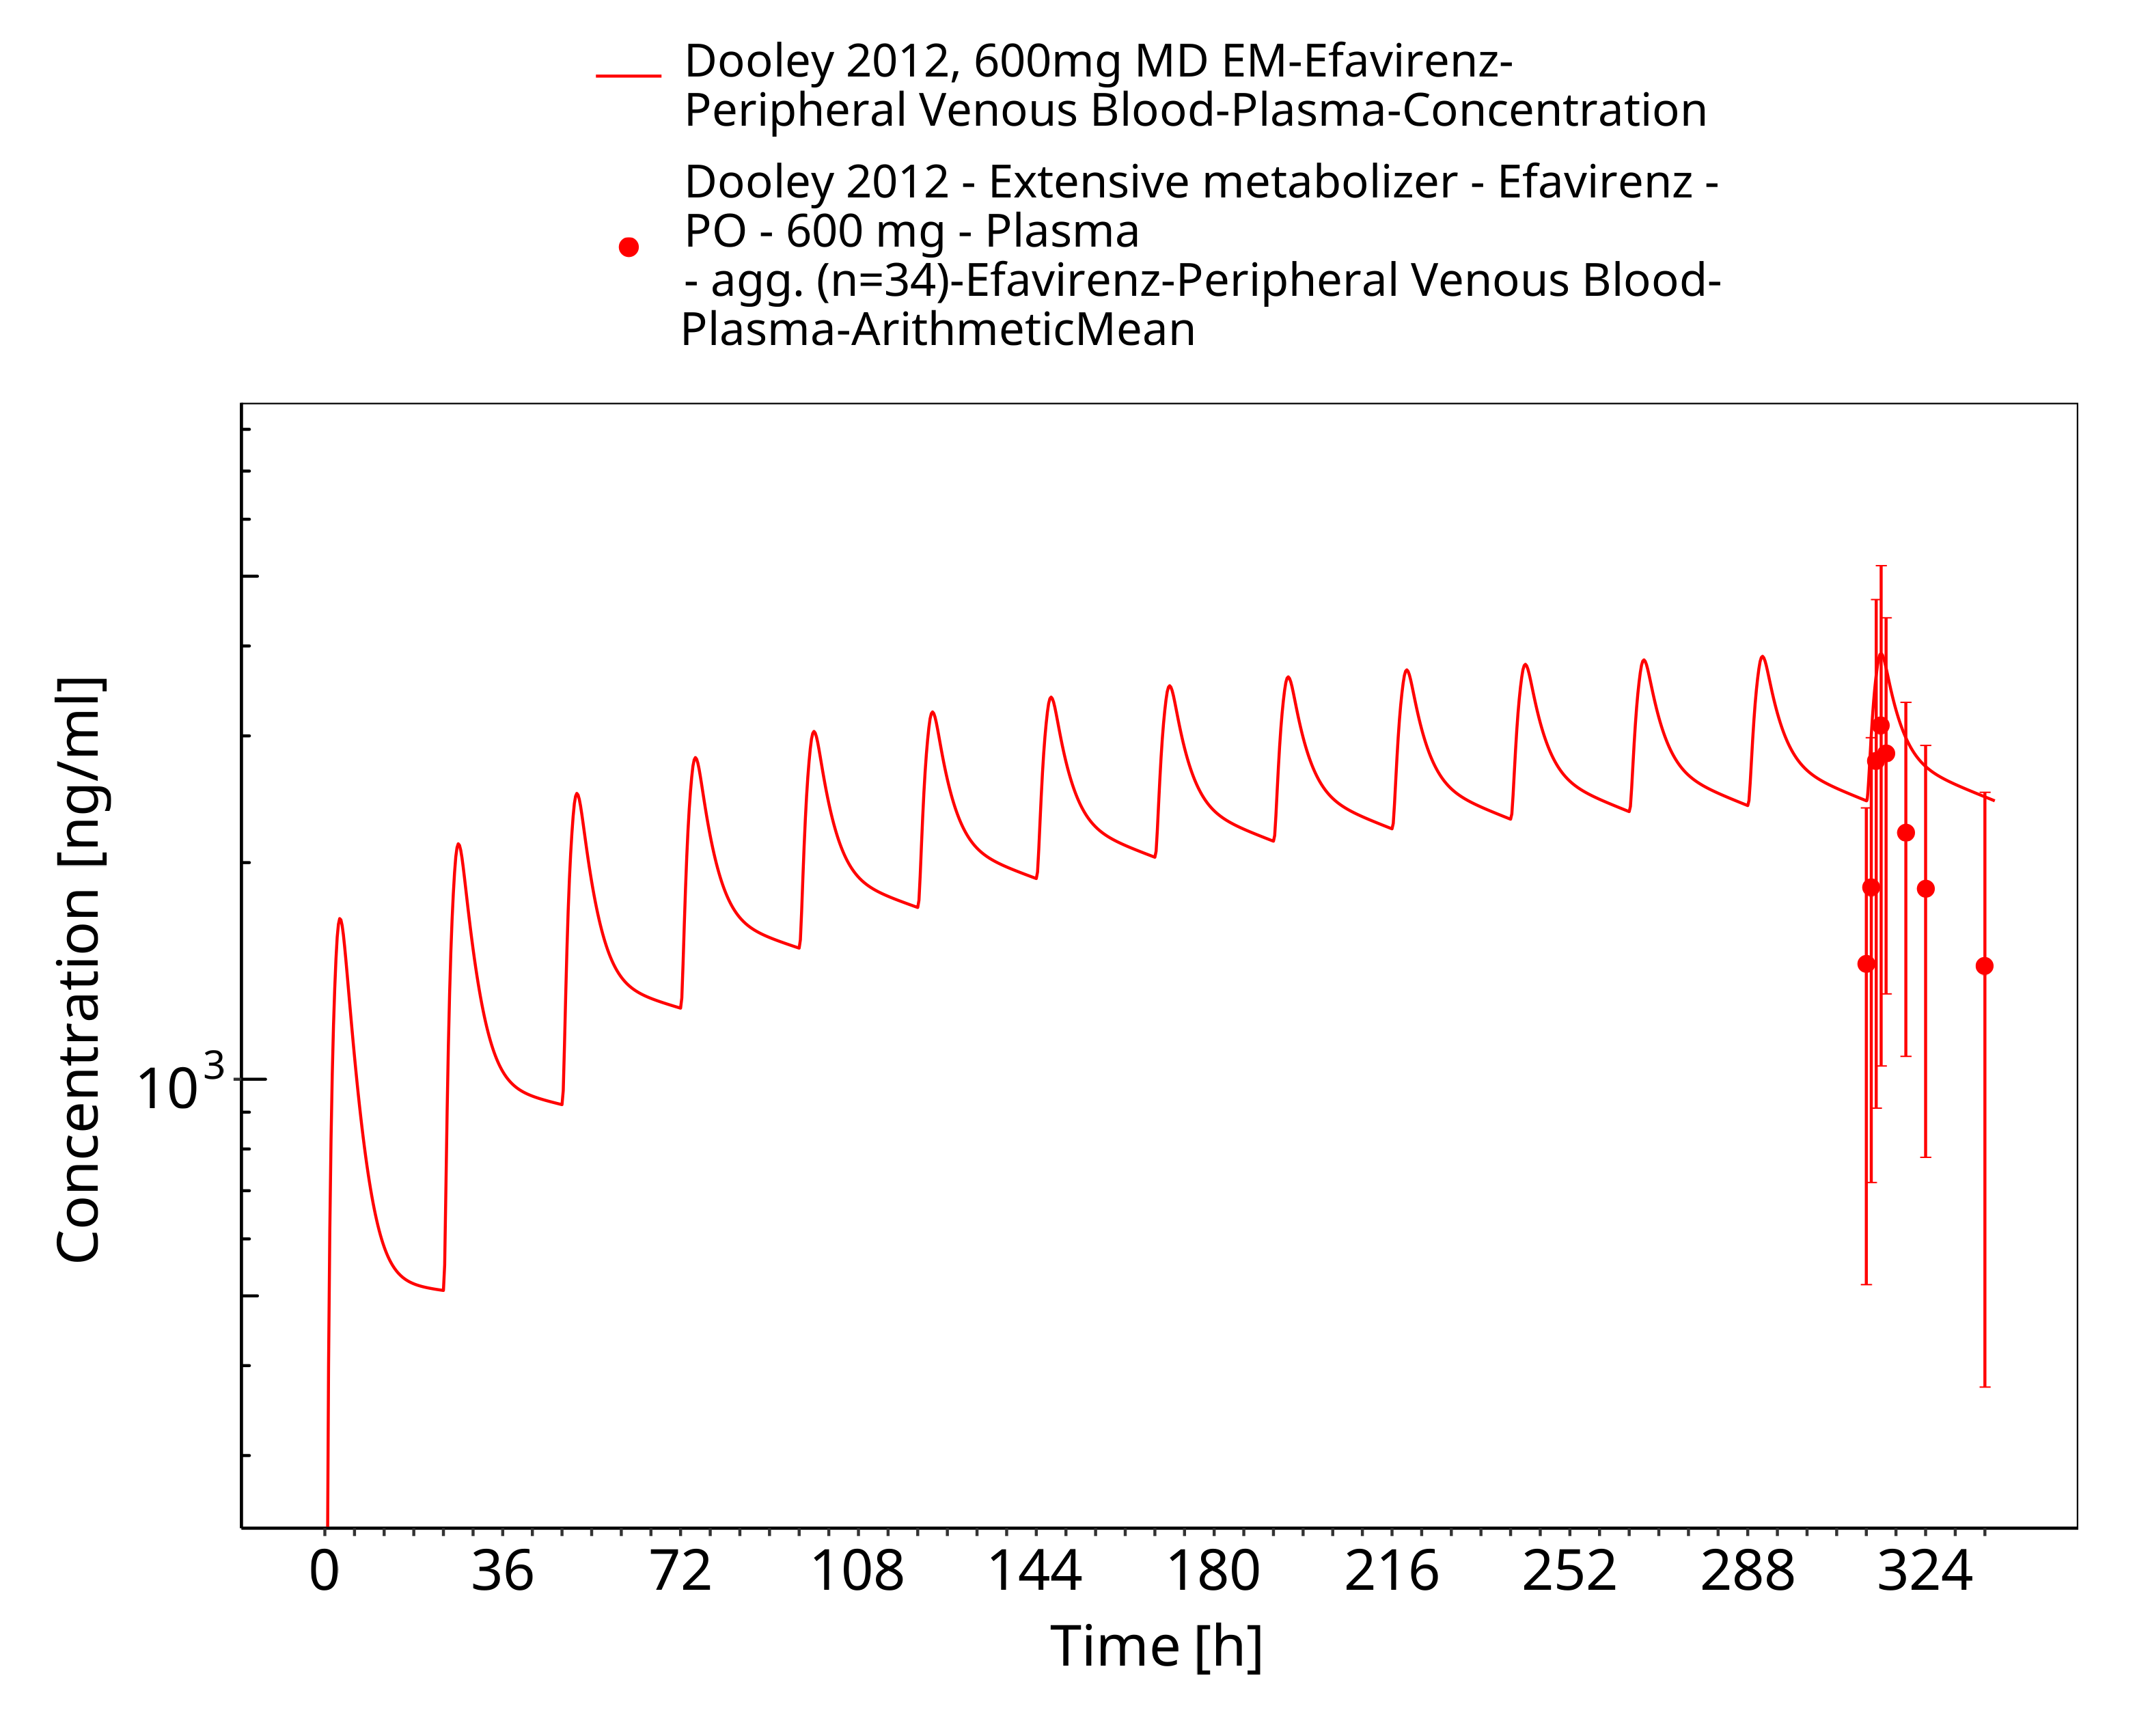 Dooley 2012, 600mg MD EM-Efavirenz-
Peripheral Venous Blood-Plasma-Concentration
Dooley 2012 - Extensive metabolizer - Efavirenz -
PO - 600 mg - Plasma
- agg. (n=34)-Efavirenz-Peripheral Venous Blood-
Plasma-ArithmeticMean
Concentration [ng/ml]
10³
0 36 72 108 144 180 216 252 288 324
Time [h]